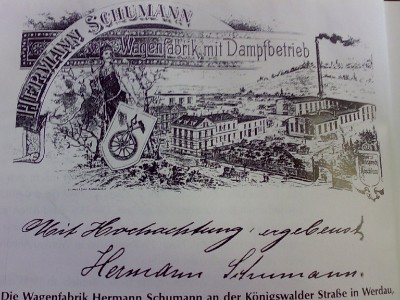 HERRMANN SCHUMANN
Wagenfabrik mit Dampfbetrieb
Mit Hochachtung ergebenst
Hermann Schumann.
Die Wagenfabrik Hermann Schumann an der Königswalder Straße in Werdau,